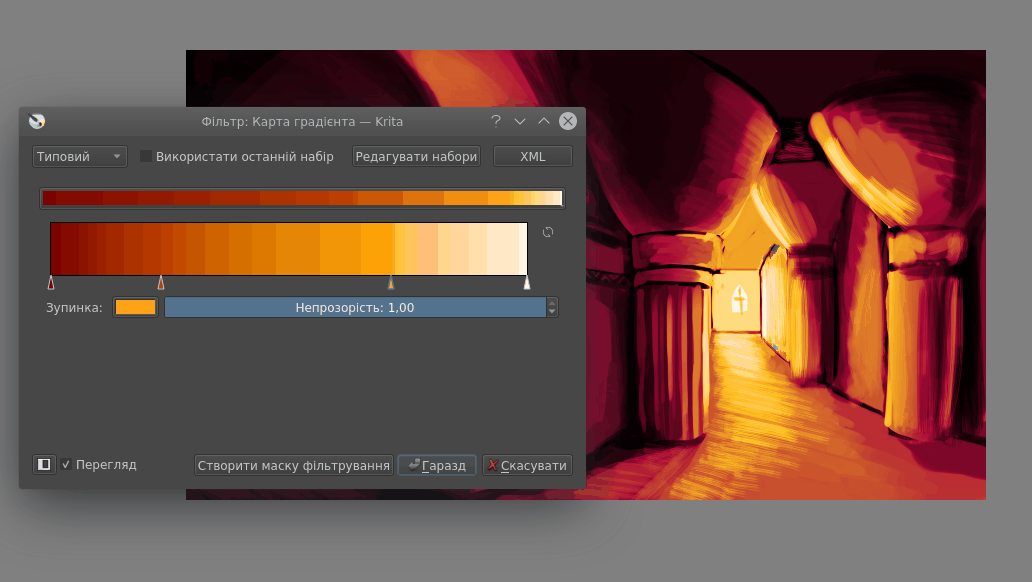 Фільтр: Карта градієнта — Krita
Типовий
Використати останній набір
Редагувати набори
XML
Зупинка:
Непрозорість: 1,00
Перегляд
Створити маску фільтрування
Гаразд
Скасувати